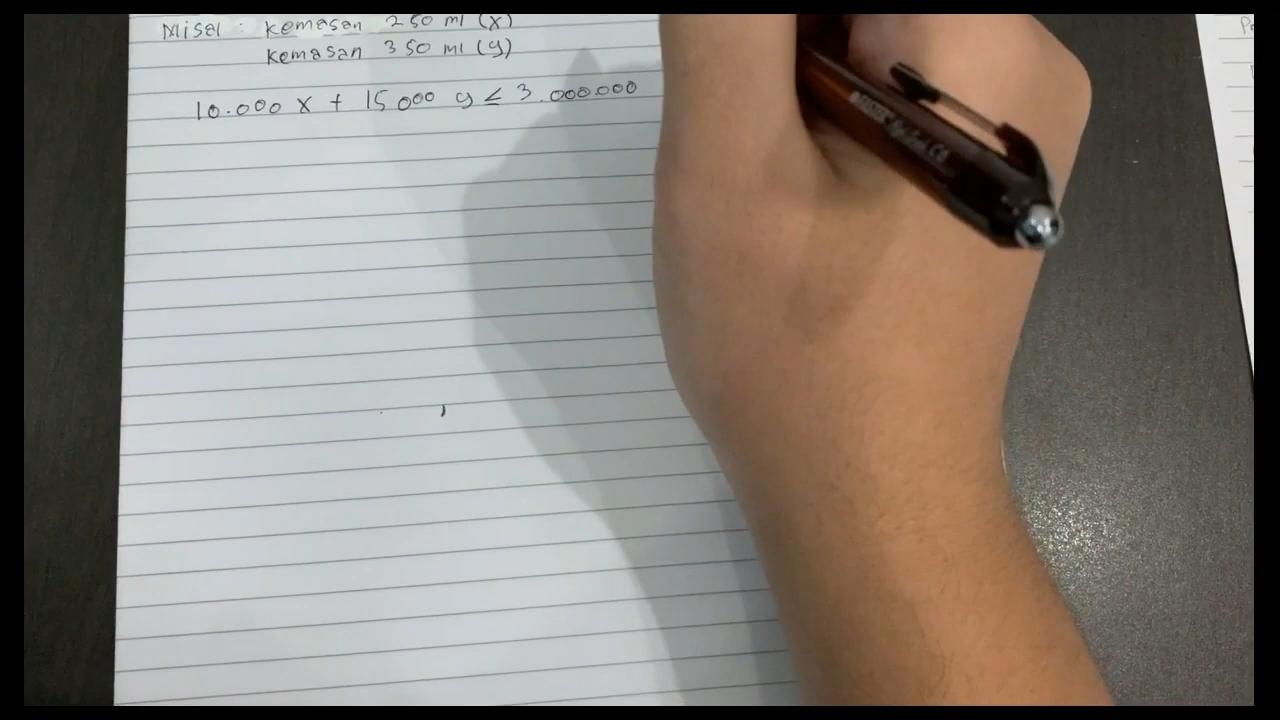 Misal : Kemasan 250 ml (x)
Kemasan 350 ml (y)
10.000 x + 15 000 y ≤ 3.000.000